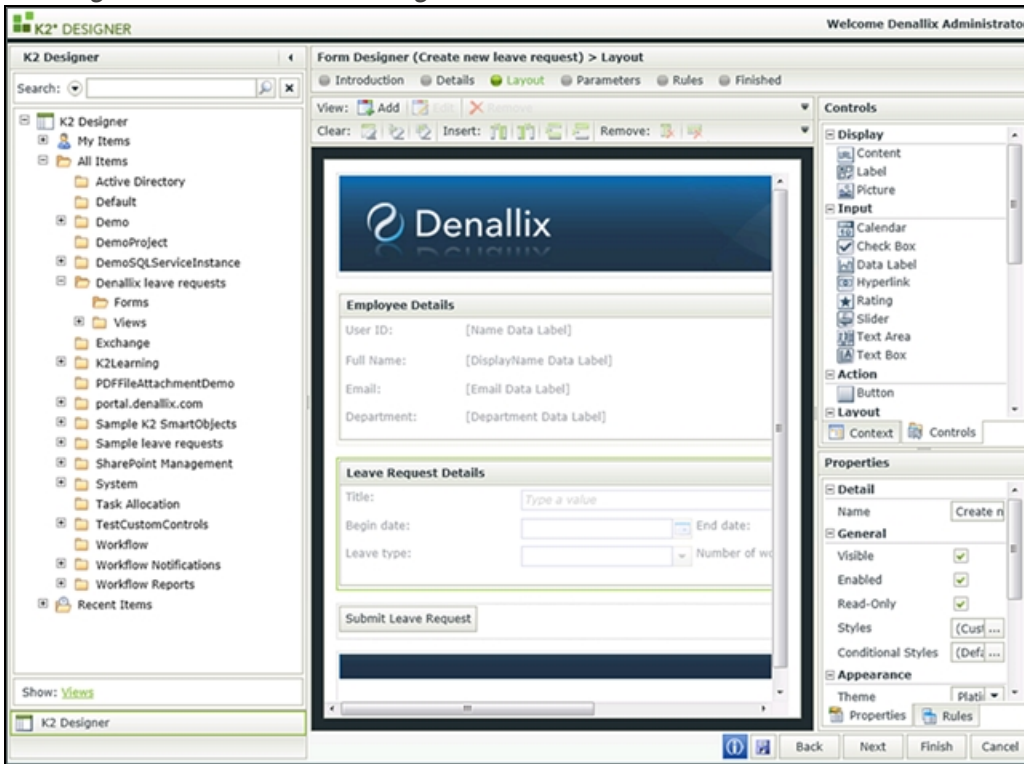 K2* DESIGNER
Welcome Denallix Administrato
K2 Designer
Search:
K2 Designer
My Items
All Items
Active Directory
Default
Demo
DemoProject
DemoSQLServiceInstance
Denallix leave requests
Forms
Views
Exchange
K2Learning
PDFFileAttachmentDemo
portal.denallix.com
Sample K2 SmartObjects
Sample leave requests
SharePoint Management
System
Task Allocation
TestCustomControls
Workflow
Workflow Notifications
Workflow Reports
Recent Items
Show: Views
K2 Designer
Form Designer (Create new leave request) > Layout
Introduction Details Layout Parameters Rules Finished
View: Add Edit Remove
Clear: Insert: Remove:
Denallix
Employee Details
User ID: [Name Data Label]
Full Name: [DisplayName Data Label]
Email: [Email Data Label]
Department: [Department Data Label]
Leave Request Details
Title: Type a value
Begin date: End date:
Leave type: Number of wo
Submit Leave Request
Controls
Display
Content
Label
Picture
Input
Calendar
Check Box
Data Label
Hyperlink
Rating
Slider
Text Area
Text Box
Action
Button
Layout
Context Controls
Properties
Detail
Name Create n
General
Visible
Enabled
Read-Only
Styles (Cust ...
Conditional Styles (Defa ...
Appearance
Theme Plati
Properties Rules
Back Next Finish Cancel